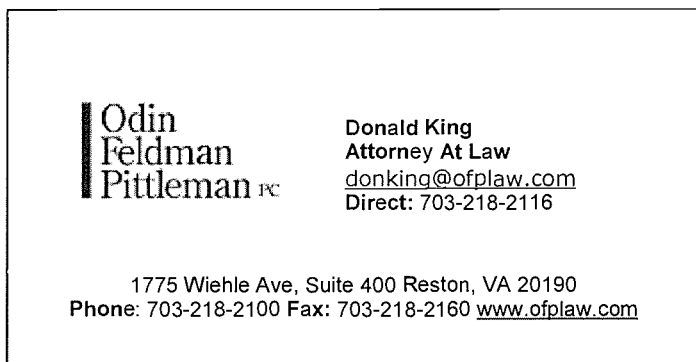 Odin
Feldman
Pittleman PC
Donald King
Attorney At Law
donking@ofplaw.com
Direct: 703-218-2116
1775 Wiehle Ave, Suite 400 Reston, VA 20190
Phone: 703-218-2100 Fax: 703-218-2160 www.ofplaw.com